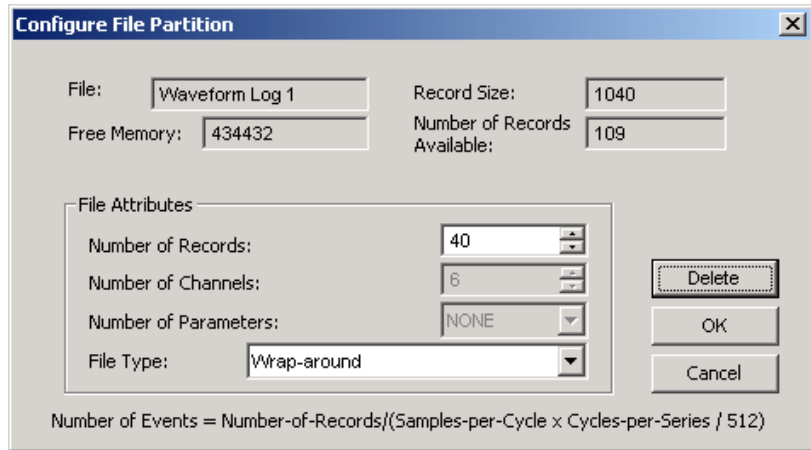 Configure File Partition
File: Waveform Log 1
Record Size: 1040
Free Memory: 434432
Number of Records Available: 109
File Attributes
Number of Records: 40
Number of Channels: 6
Number of Parameters: NONE
File Type: Wrap-around
Delete
OK
Cancel
Number of Events = Number-of-Records/(Samples-per-Cycle x Cycles-per-Series / 512)